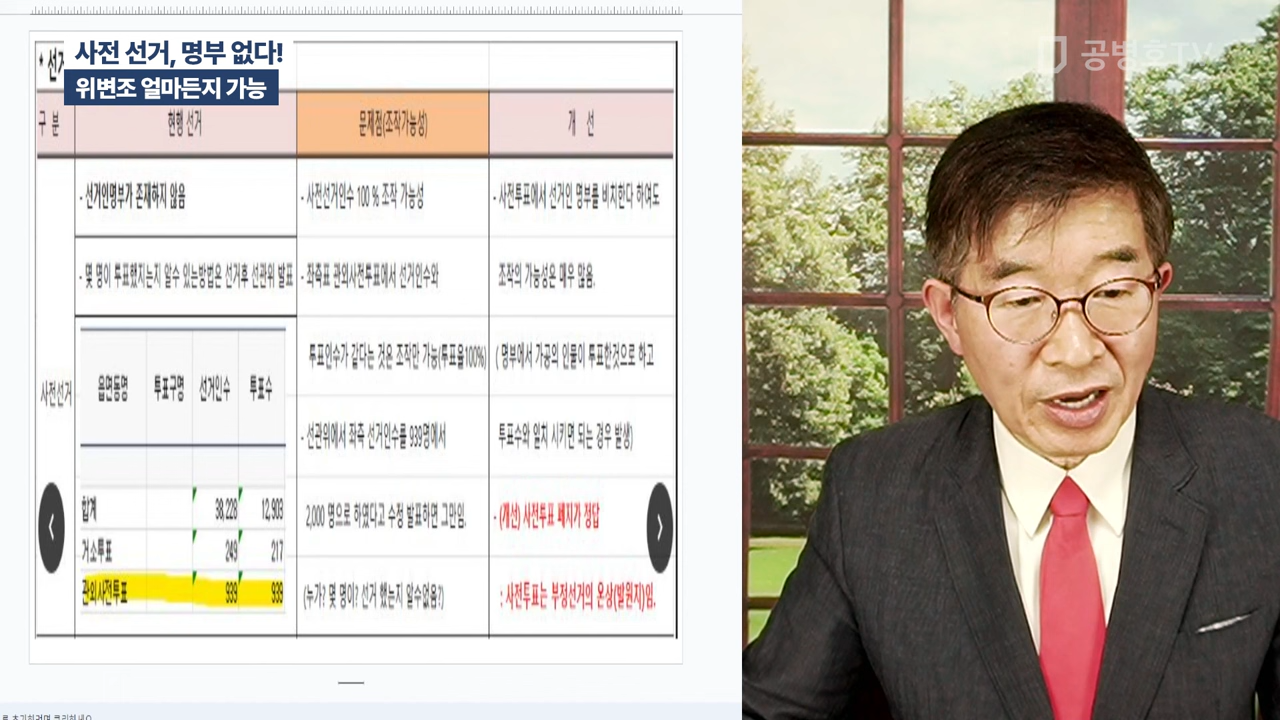 사전 선거, 명부 없다!
위변조 얼마든지 가능
공병호TV
* 선거
구 분
현행 선거
문제점(조작가능성)
개 선
사전선거
- 선거인명부가 존재하지 않음
- 몇 명이 투표했지는지 알수 있는방법은 선거후 선관위 발표
읍면동명 투표구명 선거인수 투표수
합계 38,228 12,903
거소투표 249 217
관외사전투표 939 939
- 사전선거인수 100 % 조작 가능성
- 좌측표 관외사전투표에서 선거인수와
투표인수가 같다는 것은 조작만 가능(투표율100%)
- 선관위에서 좌측 선거인수를 939명에서
2,000 명으로 하였다고 수정 발표하면 그만임.
(누가? 몇 명이? 선거 했는지 알수없음?)
- 사전투표에서 선거인 명부를 비치한다 하여도
조작의 가능성은 매우 많음.
( 명부에서 가공의 인물이 투표한것으로 하고
투표수와 일치 시키면 되는 경우 발생)
- (개선) 사전투표 폐지가 정답
: 사전투표는 부정선거의 온상(발원지)임.